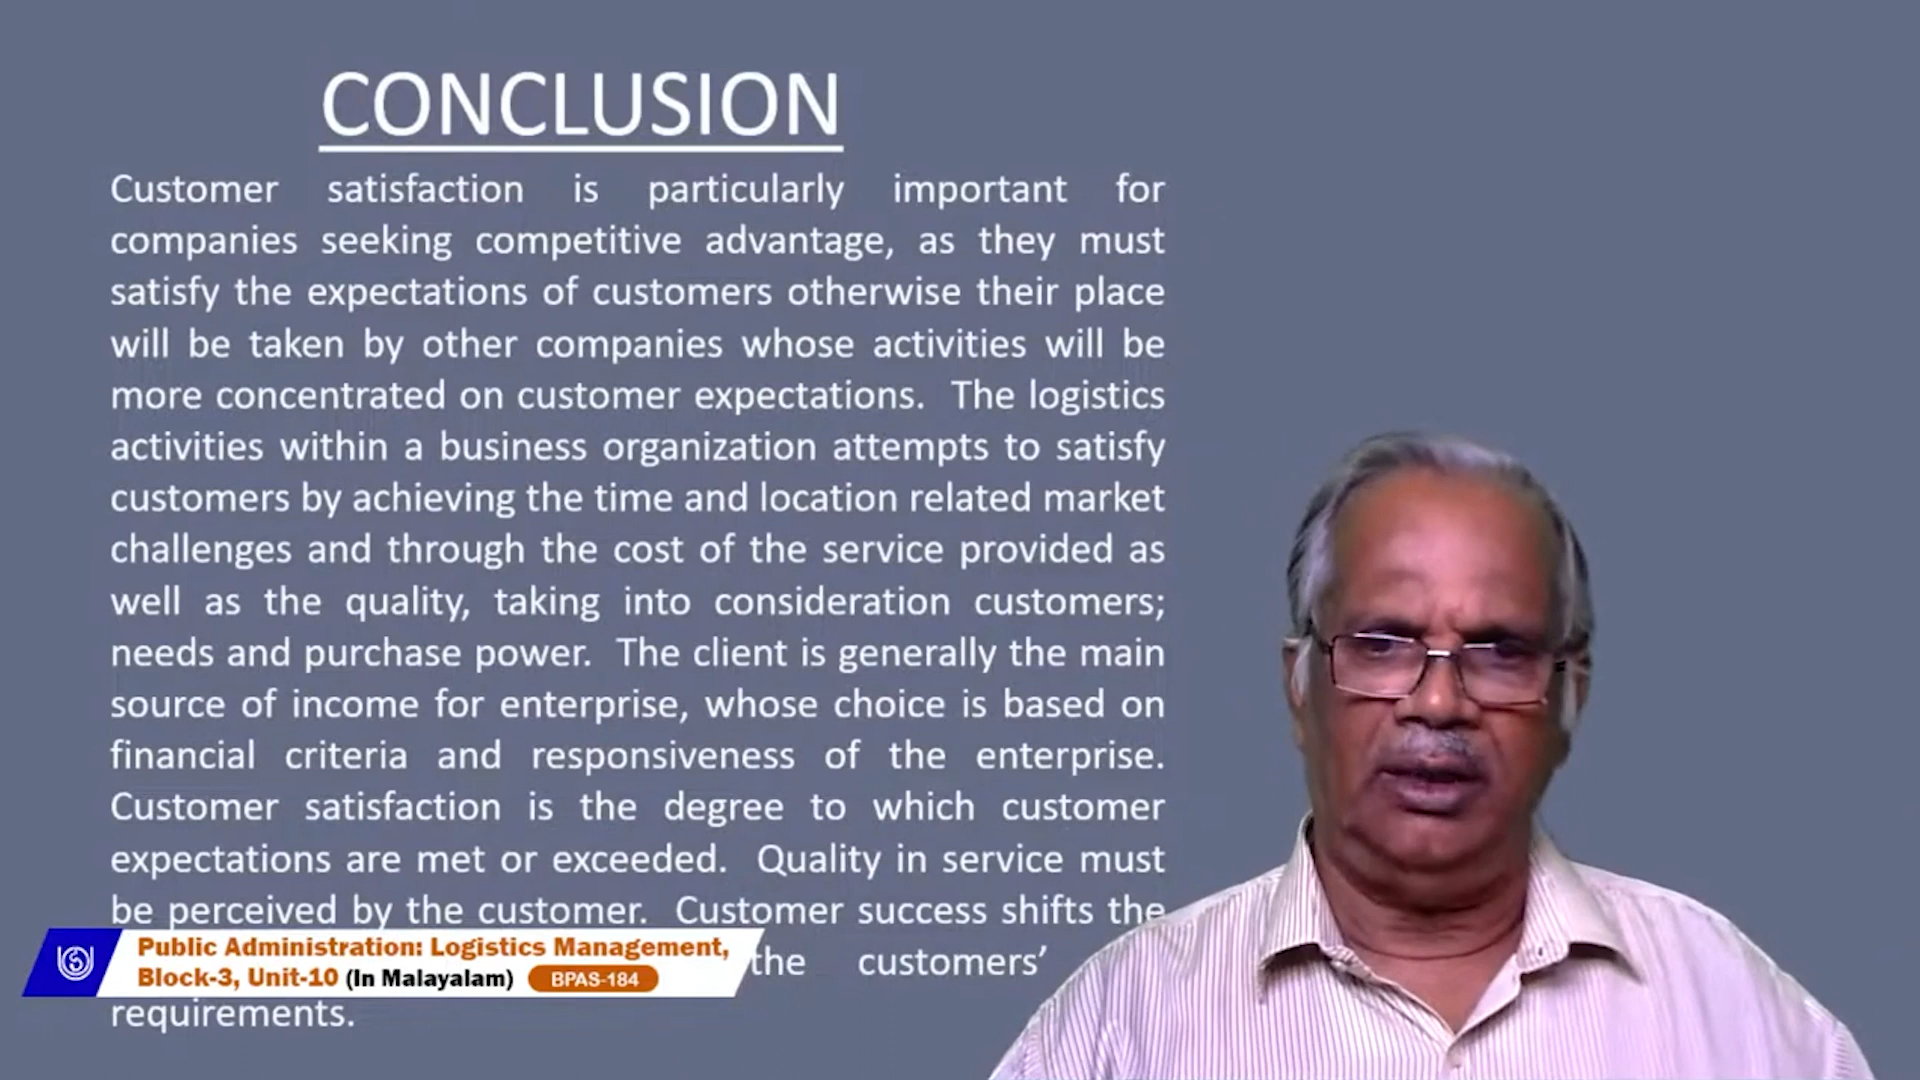 CONCLUSION
Customer satisfaction is particularly important for
companies seeking competitive advantage, as they must
satisfy the expectations of customers otherwise their place
will be taken by other companies whose activities will be
more concentrated on customer expectations. The logistics
activities within a business organization attempts to satisfy
customers by achieving the time and location related market
challenges and through the cost of the service provided as
well as the quality, taking into consideration customers;
needs and purchase power. The client is generally the main
source of income for enterprise, whose choice is based on
financial criteria and responsiveness of the enterprise.
Customer satisfaction is the degree to which customer
expectations are met or exceeded. Quality in service must
be perceived by the customer. Customer success shifts the
the customers’
requirements.
Public Administration: Logistics Management,
Block-3, Unit-10 (In Malayalam) BPAS-184